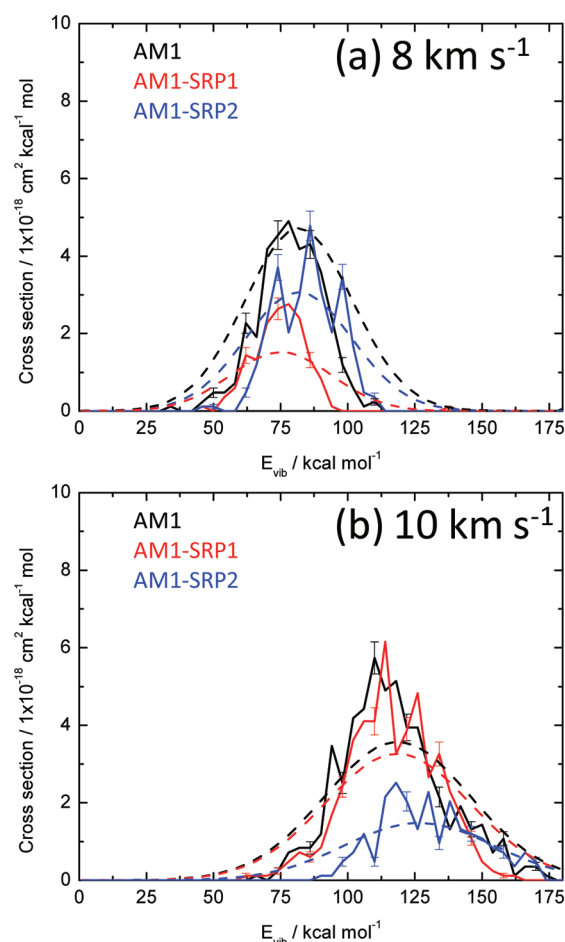 (a) 8 km s⁻¹
AM1
AM1-SRP1
AM1-SRP2
Cross section / 1x10⁻¹⁸ cm² kcal⁻¹ mol
10
8
6
4
2
0
0 25 50 75 100 125 150 175
E_vib / kcal mol⁻¹
(b) 10 km s⁻¹
AM1
AM1-SRP1
AM1-SRP2
Cross section / 1x10⁻¹⁸ cm² kcal⁻¹ mol
10
8
6
4
2
0
0 25 50 75 100 125 150 175
E_vib / kcal mol⁻¹